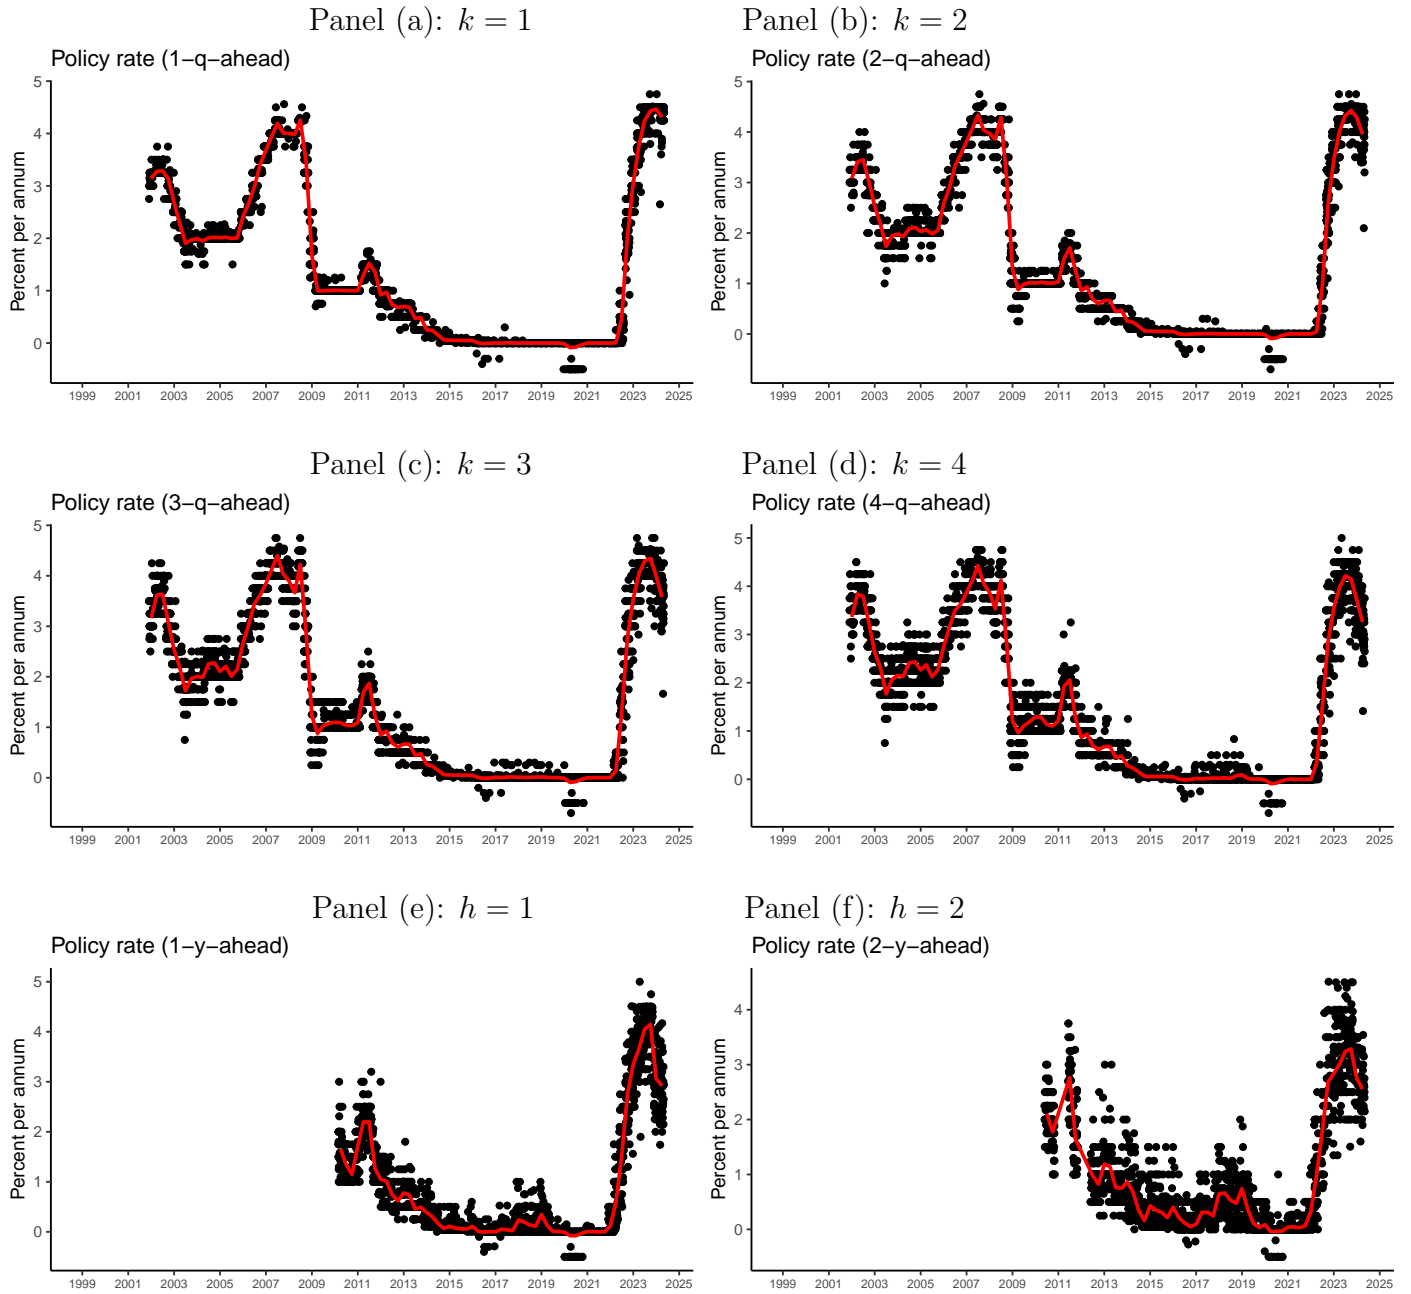 Panel (a): k = 1
Policy rate (1−q−ahead)
Percent per annum
5
4
3
2
1
0
1999 2001 2003 2005 2007 2009 2011 2013 2015 2017 2019 2021 2023 2025
Panel (b): k = 2
Policy rate (2−q−ahead)
Percent per annum
5
4
3
2
1
0
1999 2001 2003 2005 2007 2009 2011 2013 2015 2017 2019 2021 2023 2025
Panel (c): k = 3
Policy rate (3−q−ahead)
Percent per annum
5
4
3
2
1
0
1999 2001 2003 2005 2007 2009 2011 2013 2015 2017 2019 2021 2023 2025
Panel (d): k = 4
Policy rate (4−q−ahead)
Percent per annum
5
4
3
2
1
0
1999 2001 2003 2005 2007 2009 2011 2013 2015 2017 2019 2021 2023 2025
Panel (e): h = 1
Policy rate (1−y−ahead)
Percent per annum
5
4
3
2
1
0
1999 2001 2003 2005 2007 2009 2011 2013 2015 2017 2019 2021 2023 2025
Panel (f): h = 2
Policy rate (2−y−ahead)
Percent per annum
4
3
2
1
0
1999 2001 2003 2005 2007 2009 2011 2013 2015 2017 2019 2021 2023 2025